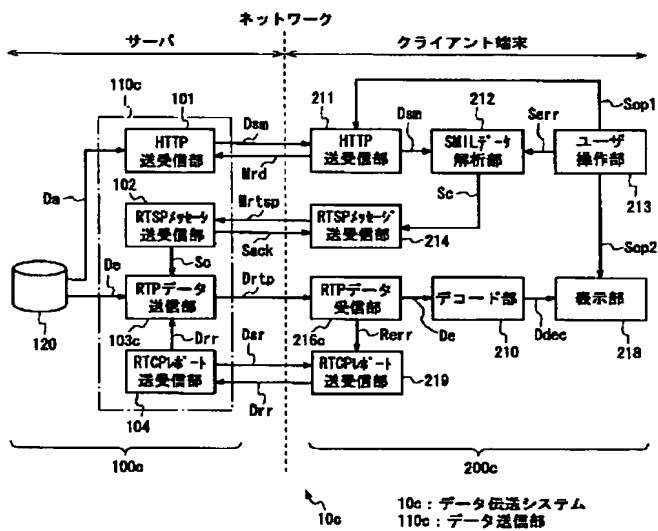 ネットワーク
サーバ
クライアント端末
110c
101
HTTP
送受信部
Dsm
Mrd
211
HTTP
送受信部
Dsm
212
SMILデータ
解析部
Serr
Sop1
ユーザ
操作部
213
Da
102
RTSPメッセージ
送受信部
Mrtsp
Sack
RTSPメッセージ
送受信部
214
Sc
Sop2
120
De
Sc
RTPデータ
送信部
103c
Drtp
RTPデータ
受信部
216c
De
デコード部
210
Ddec
表示部
218
Drr
Dsr
Rerr
RTCPレポート
送受信部
104
Drr
RTCPレポート
送受信部
219
100c
200c
10c
10c：データ伝送システム
110c：データ送信部